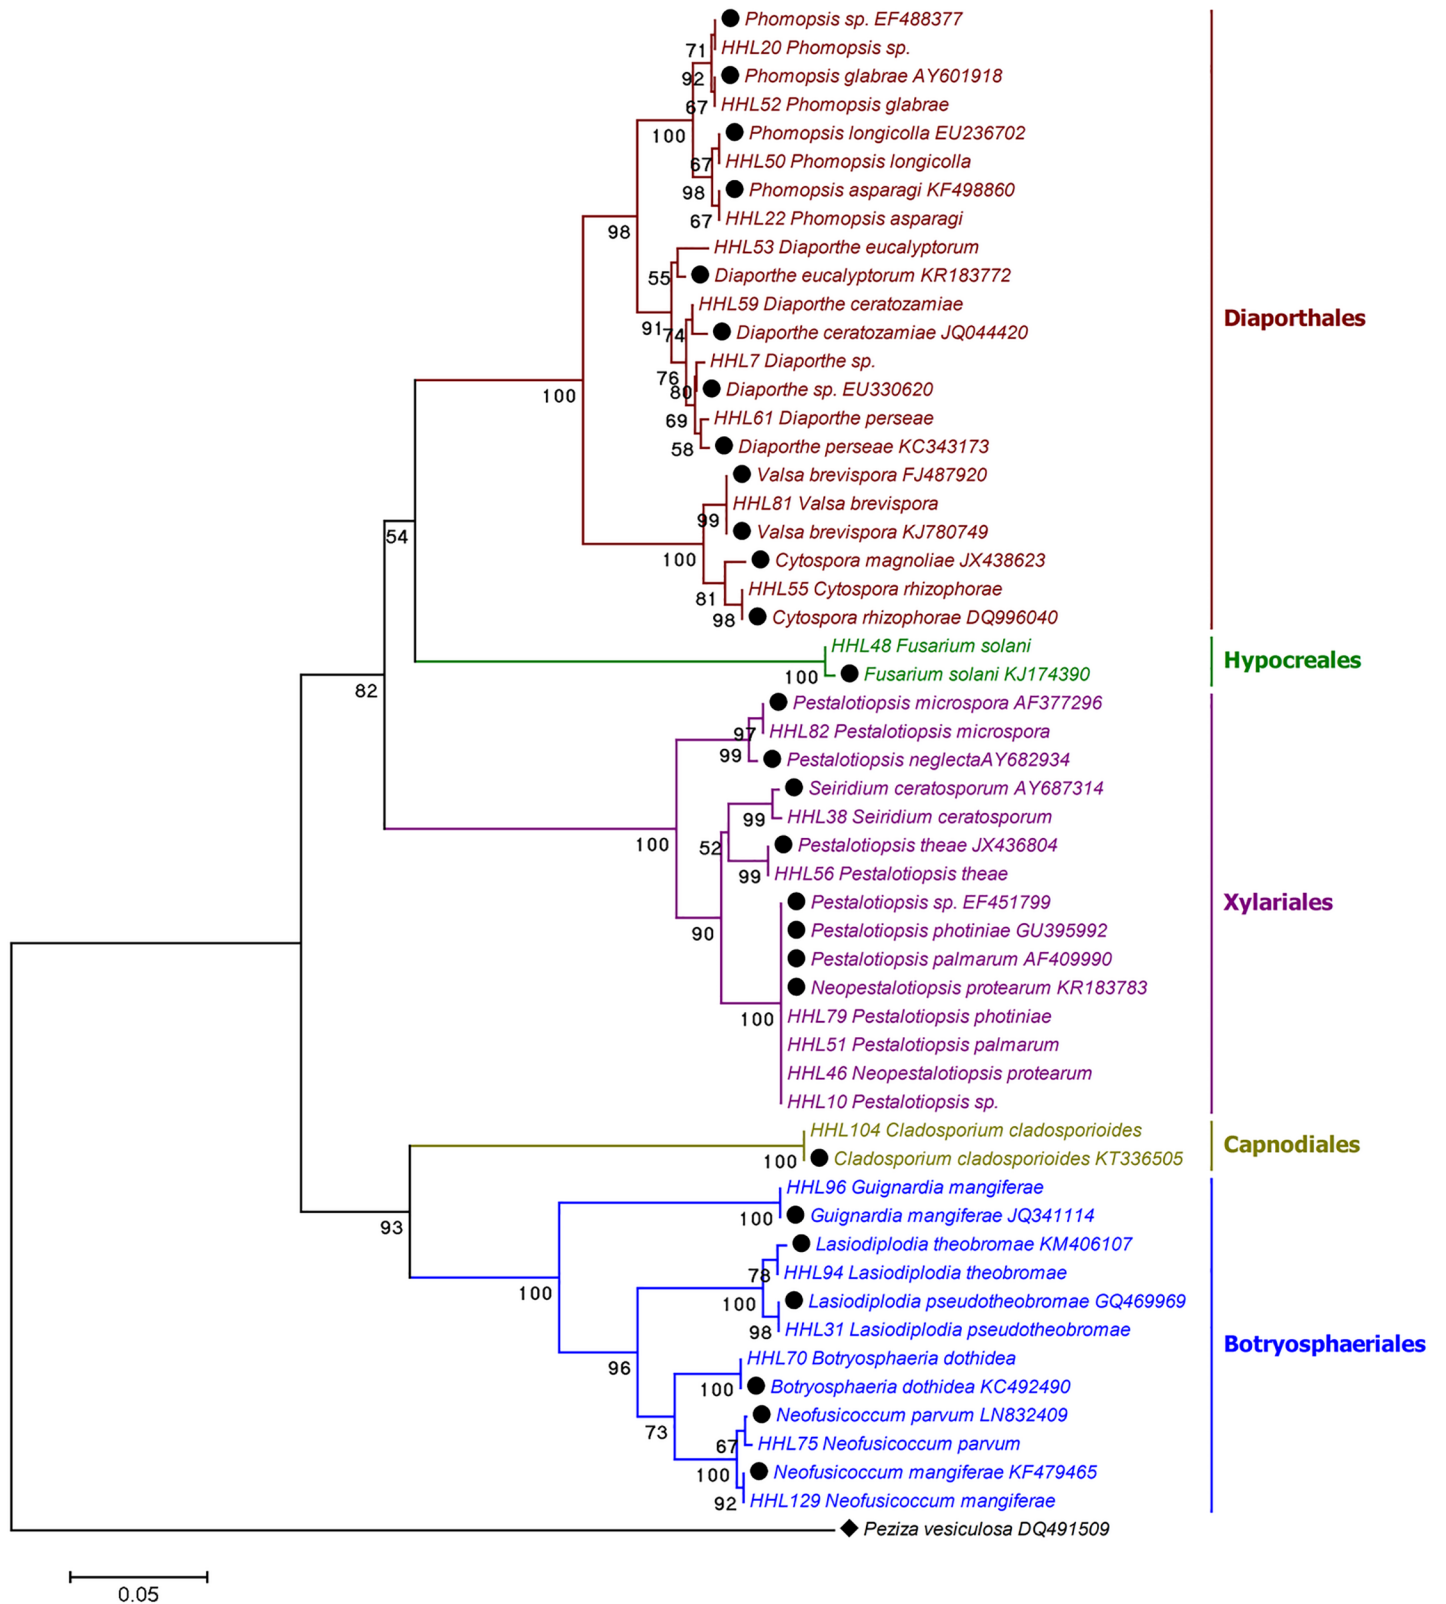 Phomopsis sp. EF488377
71
HHL20 Phomopsis sp.
92
Phomopsis glabrae AY601918
67
HHL52 Phomopsis glabrae
100
Phomopsis longicolla EU236702
67
HHL50 Phomopsis longicolla
98
Phomopsis asparagi KF498860
67
HHL22 Phomopsis asparagi
98
HHL53 Diaporthe eucalyptorum
55
Diaporthe eucalyptorum KR183772
HHL59 Diaporthe ceratozamiae
Diaporthales
91
74
Diaporthe ceratozamiae JQ044420
HHL7 Diaporthe sp.
76
80
Diaporthe sp. EU330620
100
69
HHL61 Diaporthe perseae
58
Diaporthe perseae KC343173
Valsa brevispora FJ487920
HHL81 Valsa brevispora
99
Valsa brevispora KJ780749
54
100
Cytospora magnoliae JX438623
HHL55 Cytospora rhizophorae
81
98
Cytospora rhizophorae DQ996040
HHL48 Fusarium solani
Hypocreales
100
Fusarium solani KJ174390
82
Pestalotiopsis microspora AF377296
97
HHL82 Pestalotiopsis microspora
99
Pestalotiopsis neglectaAY682934
Seiridium ceratosporum AY687314
99
HHL38 Seiridium ceratosporum
100
52
Pestalotiopsis theae JX436804
99
HHL56 Pestalotiopsis theae
Pestalotiopsis sp. EF451799
Xylariales
90
Pestalotiopsis photiniae GU395992
Pestalotiopsis palmarum AF409990
Neopestalotiopsis protearum KR183783
100
HHL79 Pestalotiopsis photiniae
HHL51 Pestalotiopsis palmarum
HHL46 Neopestalotiopsis protearum
HHL10 Pestalotiopsis sp.
HHL104 Cladosporium cladosporioides
Capnodiales
100
Cladosporium cladosporioides KT336505
HHL96 Guignardia mangiferae
93
100
Guignardia mangiferae JQ341114
Lasiodiplodia theobromae KM406107
78
HHL94 Lasiodiplodia theobromae
100
100
Lasiodiplodia pseudotheobromae GQ469969
98
HHL31 Lasiodiplodia pseudotheobromae
Botryosphaeriales
HHL70 Botryosphaeria dothidea
96
100
Botryosphaeria dothidea KC492490
Neofusicoccum parvum LN832409
73
67
HHL75 Neofusicoccum parvum
100
Neofusicoccum mangiferae KF479465
92
HHL129 Neofusicoccum mangiferae
Peziza vesiculosa DQ491509
0.05